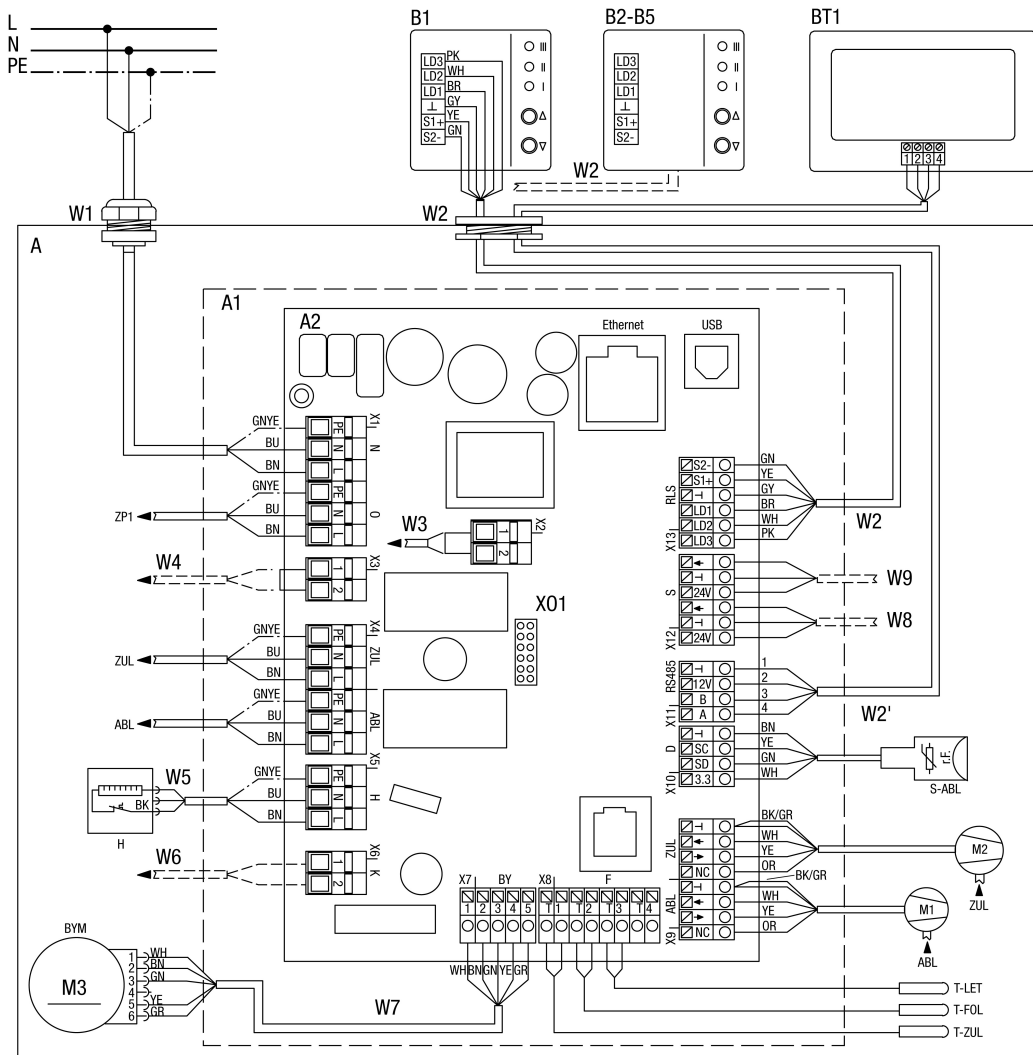 L
N
PE
B1
LD3
LD2
LD1
⊥
S1+
S2-
PK
WH
BR
GY
YE
GN
III
II
I
B2-B5
LD3
LD2
LD1
⊥
S1+
S2-
III
II
I
BT1
1 2 3 4
W1
W2
W2
A
A1
A2
Ethernet
USB
X1
N
GNYE
BU
BN
PE
N
L
ZP1
GNYE
BU
BN
PE
N
L
O
W3
X2
1
2
W4
X3
1
2
X01
ZUL
GNYE
BU
BN
X4
ZUL
PE
N
L
ABL
GNYE
BU
BN
PE
N
L
ABL
W5
BK
H
GNYE
BU
BN
X5
H
PE
N
L
W6
X6
K
1
2
RLS
X13
S2-
S1+
⊥
LD1
LD2
LD3
GN
YE
GY
BR
WH
PK
W2
S
X12
⊥
24V
⊥
24V
W9
W8
RS485
X11
⊥
12V
B
A
1
2
3
4
W2'
D
X10
⊥
SC
SD
3.3
BN
YE
GN
WH
r.F.
S-ABL
ZUL
⊥
NC
BK/GR
WH
YE
OR
M2
ZUL
ABL
X9
⊥
NC
BK/GR
WH
YE
OR
M1
ABL
X7
BY
1 2 3 4 5
X8
F
T 1 T 2 T 3 T 4
WH BN GN YE GR
BYM
M3
1 WH
2 BN
3 GN
4
5 YE
6 GR
W7
T-LET
T-FOL
T-ZUL